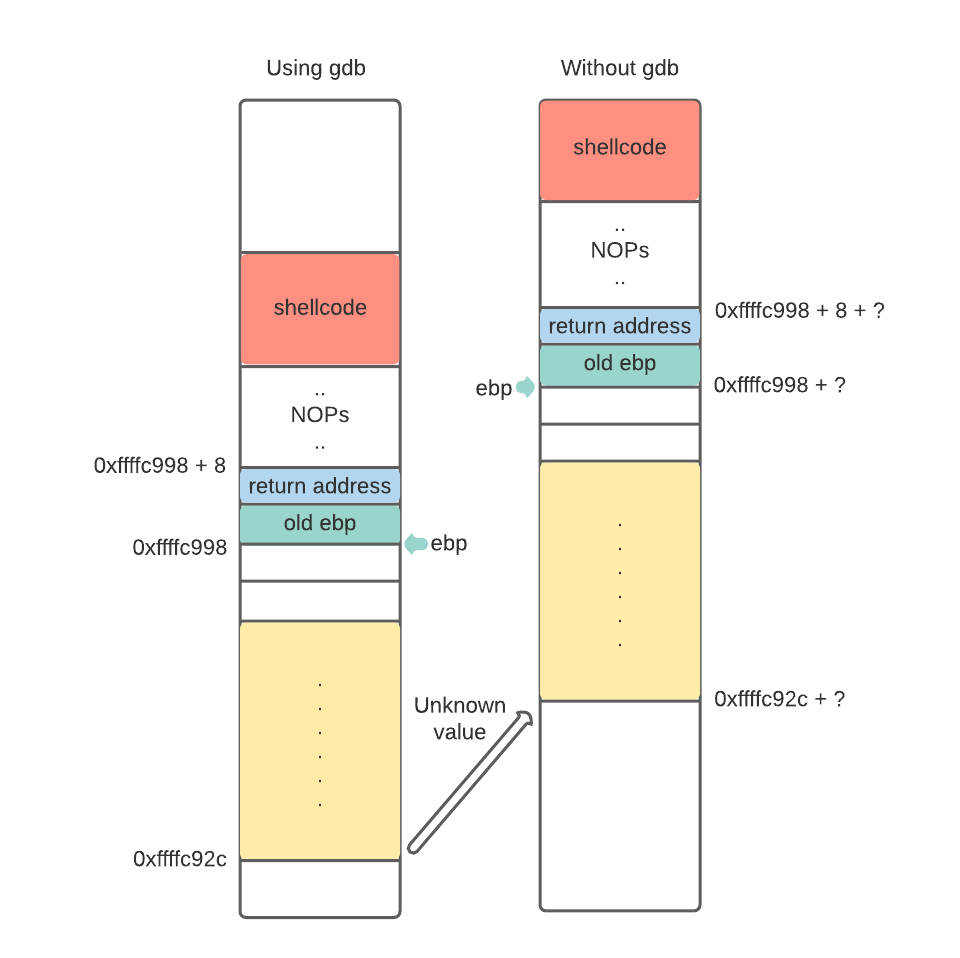 Using gdb
shellcode
..
NOPs
..
0xffffc998 + 8
return address
old ebp
0xffffc998
ebp
.
.
.
.
.
.
0xffffc92c
Unknown
value
Without gdb
shellcode
..
NOPs
..
0xffffc998 + 8 + ?
return address
old ebp
ebp
0xffffc998 + ?
.
.
.
.
.
.
0xffffc92c + ?